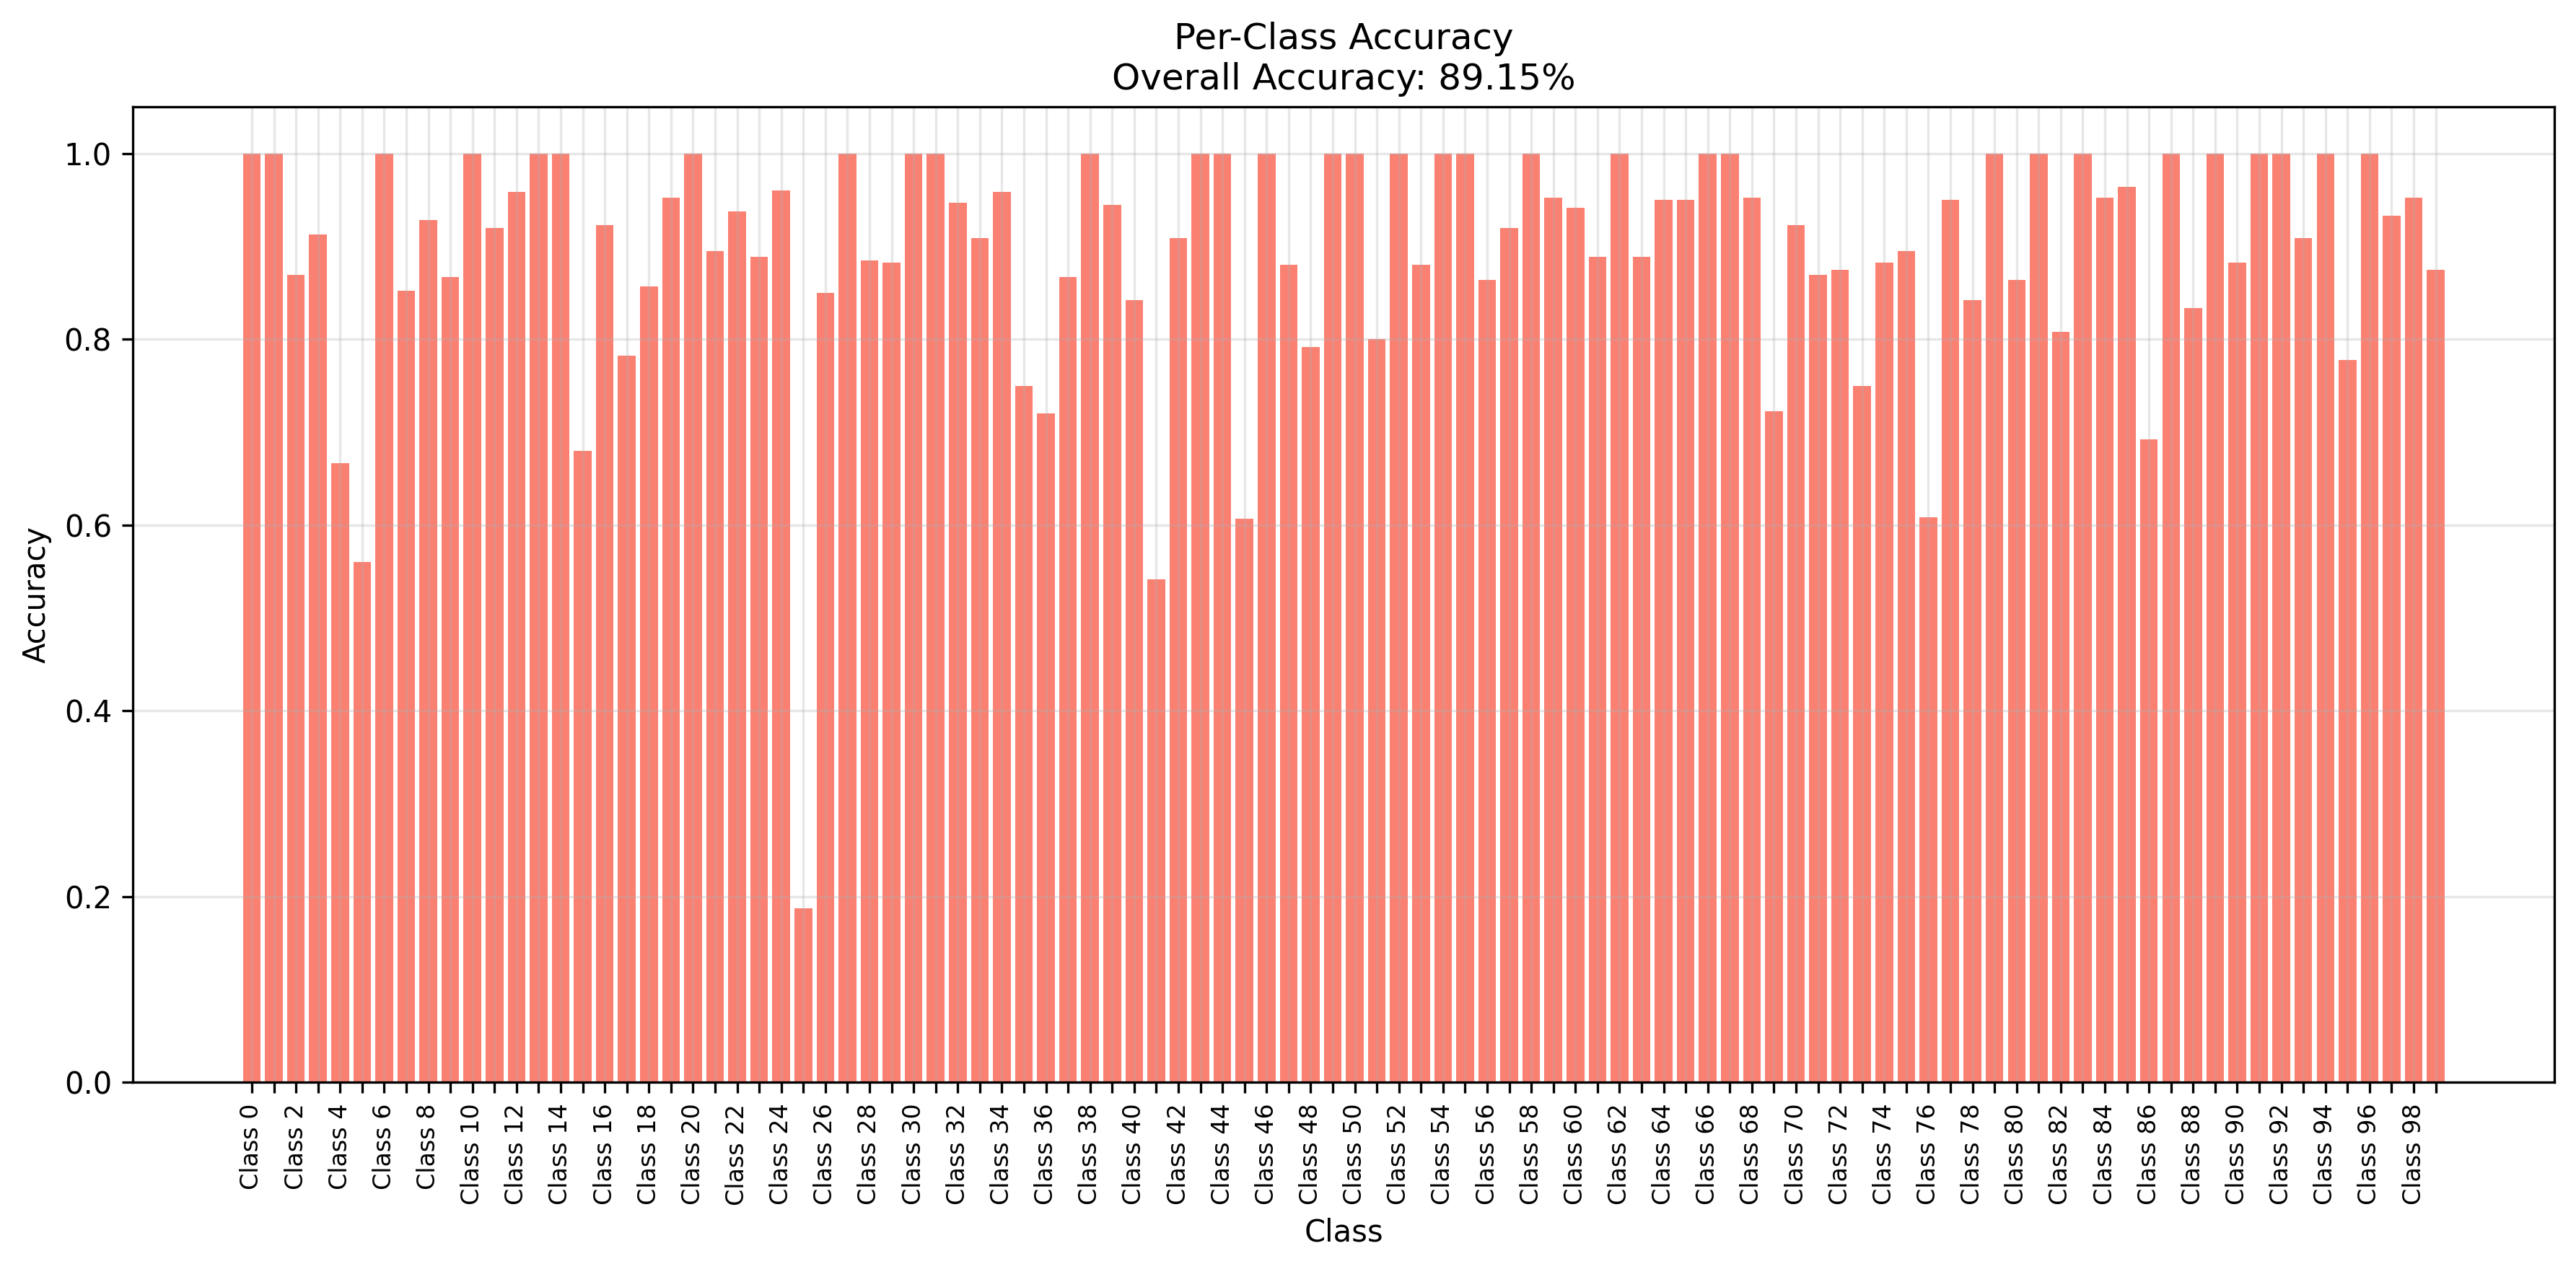 Per-Class Accuracy
Overall Accuracy: 89.15%
Accuracy
1.0
0.8
0.6
0.4
0.2
0.0
Class 0
Class 2
Class 4
Class 6
Class 8
Class 10
Class 12
Class 14
Class 16
Class 18
Class 20
Class 22
Class 24
Class 26
Class 28
Class 30
Class 32
Class 34
Class 36
Class 38
Class 40
Class 42
Class 44
Class 46
Class 48
Class 50
Class 52
Class 54
Class 56
Class 58
Class 60
Class 62
Class 64
Class 66
Class 68
Class 70
Class 72
Class 74
Class 76
Class 78
Class 80
Class 82
Class 84
Class 86
Class 88
Class 90
Class 92
Class 94
Class 96
Class 98
Class